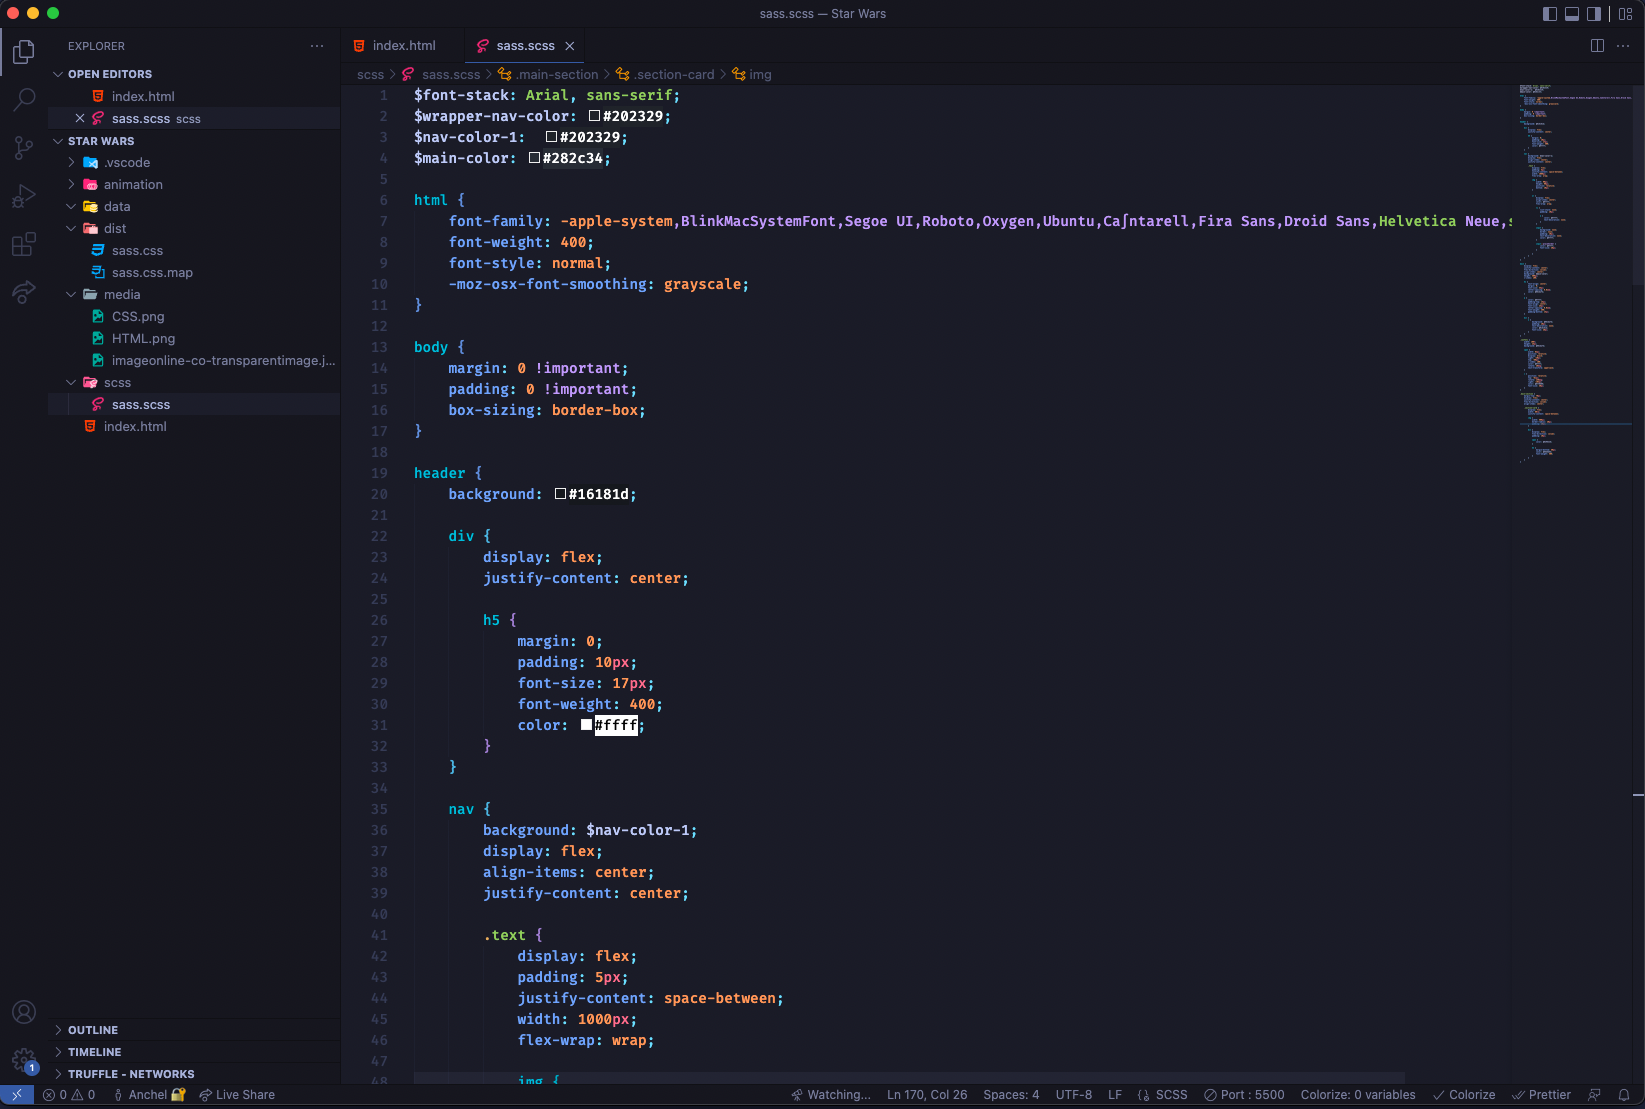 sass.scss — Star Wars
EXPLORER
OPEN EDITORS
index.html
sass.scss scss
STAR WARS
.vscode
animation
data
dist
sass.css
sass.css.map
media
CSS.png
HTML.png
imageonline-co-transparentimage.j...
scss
sass.scss
index.html
OUTLINE
TIMELINE
TRUFFLE - NETWORKS
index.html
sass.scss
scss > sass.scss > .main-section > .section-card > img
1 $font-stack: Arial, sans-serif;
2 $wrapper-nav-color: #202329;
3 $nav-color-1: #202329;
4 $main-color: #282c34;
5
6 html {
7 font-family: -apple-system,BlinkMacSystemFont,Segoe UI,Roboto,Oxygen,Ubuntu,Ca∫ntarell,Fira Sans,Droid Sans,Helvetica Neue,s
8 font-weight: 400;
9 font-style: normal;
10 -moz-osx-font-smoothing: grayscale;
11 }
12
13 body {
14 margin: 0 !important;
15 padding: 0 !important;
16 box-sizing: border-box;
17 }
18
19 header {
20 background: #16181d;
21
22 div {
23 display: flex;
24 justify-content: center;
25
26 h5 {
27 margin: 0;
28 padding: 10px;
29 font-size: 17px;
30 font-weight: 400;
31 color: #ffff;
32 }
33 }
34
35 nav {
36 background: $nav-color-1;
37 display: flex;
38 align-items: center;
39 justify-content: center;
40
41 .text {
42 display: flex;
43 padding: 5px;
44 justify-content: space-between;
45 width: 1000px;
46 flex-wrap: wrap;
47
48 img {
1
0 0 Anchel Live Share Watching... Ln 170, Col 26 Spaces: 4 UTF-8 LF SCSS Port : 5500 Colorize: 0 variables Colorize Prettier